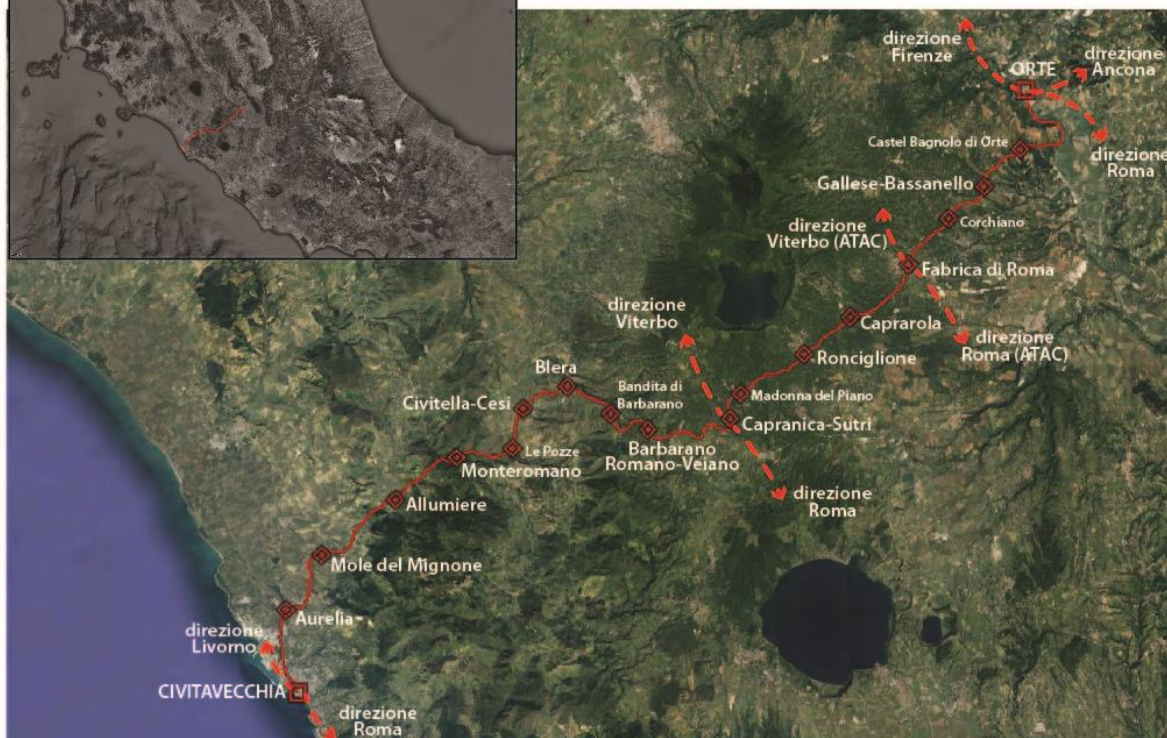 direzione
Firenze
direzione
Ancona
ORTE
direzione
Roma
Castel Bagnolo di Orte
Gallese-Bassanello
Corchiano
direzione
Viterbo (ATAC)
Fabrica di Roma
direzione
Roma (ATAC)
Caprarola
Ronciglione
direzione
Viterbo
Madonna del Piano
Capranica-Sutri
direzione
Roma
Blera
Bandita di
Barbarano
Barbarano
Romano-Veiano
Civitella-Cesi
Le Pozze
Monteromano
Allumiere
Mole del Mignone
Aurelia
direzione
Livorno
CIVITAVECCHIA
direzione
Roma